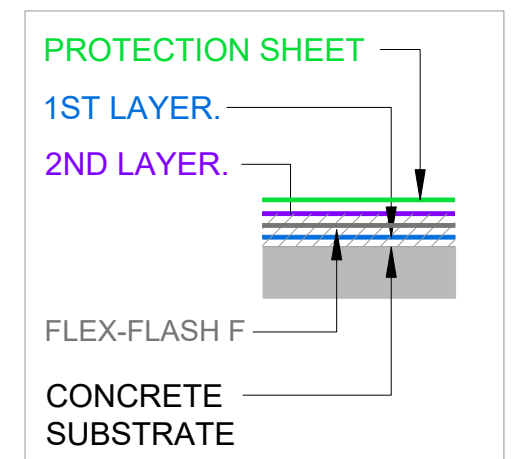 PROTECTION SHEET
1ST LAYER.
2ND LAYER.
FLEX-FLASH F
CONCRETE
SUBSTRATE